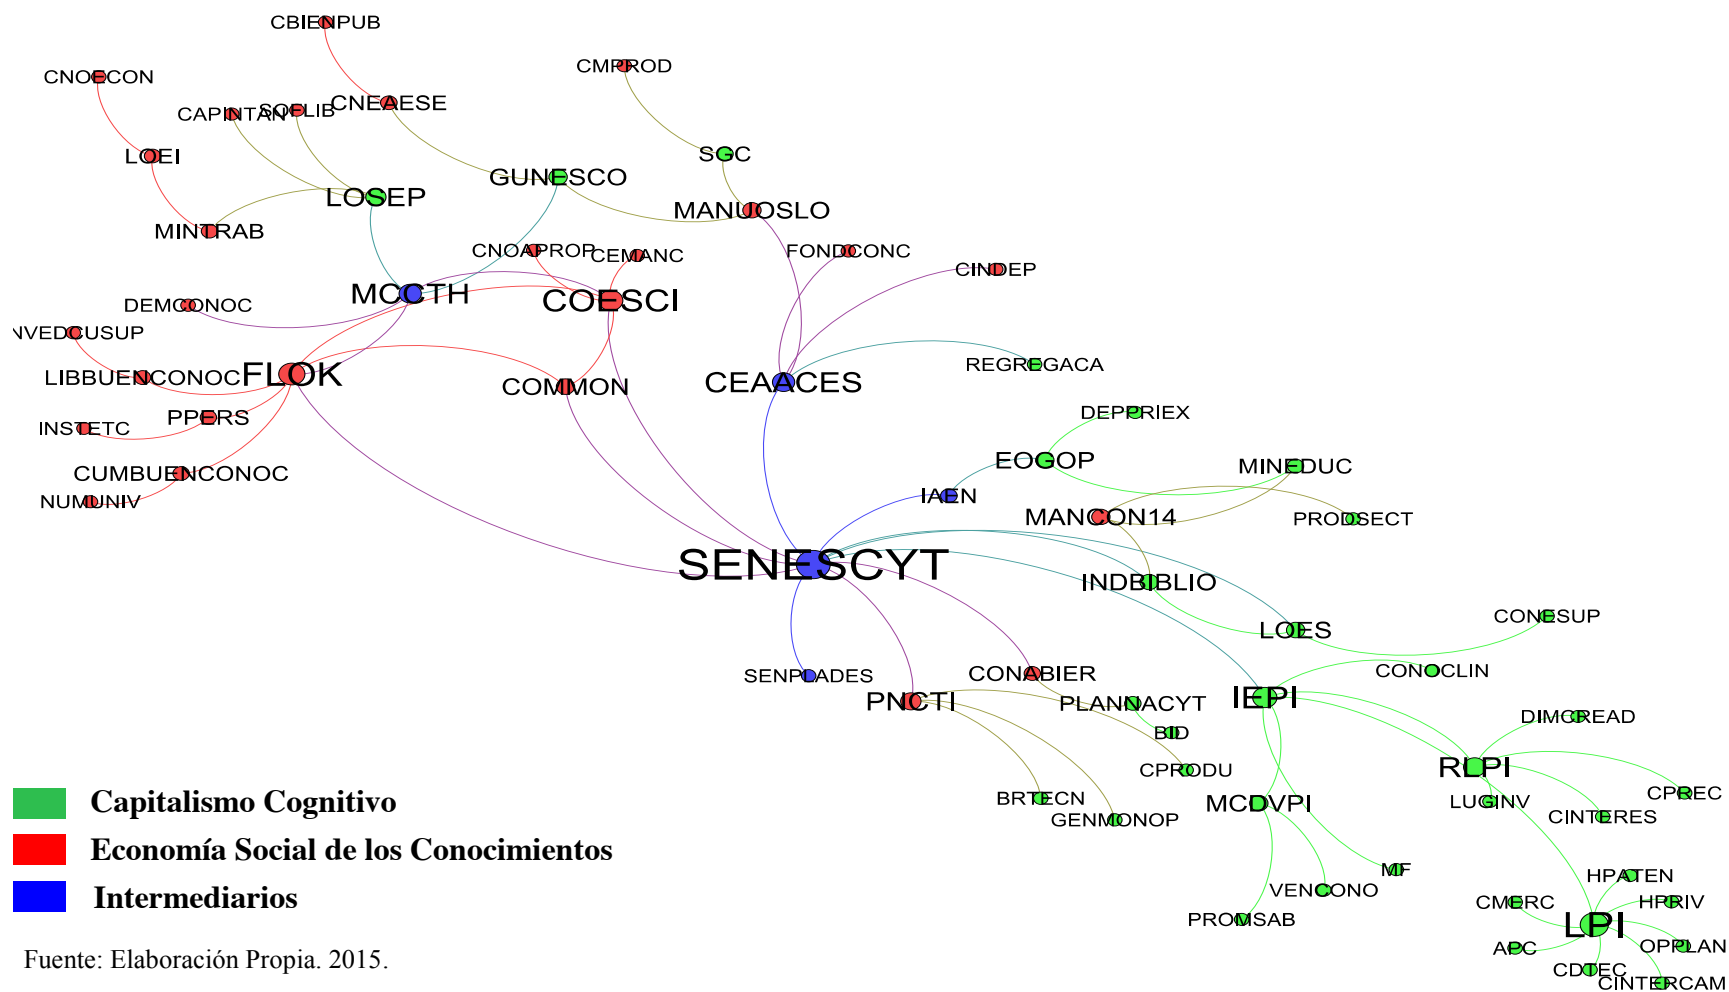 CBIENPUB
CNOECON
CMPROD
CAPINTAN
SOFLIB
CNEAESE
LOEI
SGC
GUNESCO
LOSEP
MANUOSLO
MINTRAB
CNOAPROP
CEMANC
FONDCONC
CINDEP
MCCTH
COESCI
DEMCONOC
NVEDCUSUP
REGREGACA
LIBBUENCONOC
FLOK
COMMON
CEAACES
DEPPRIEX
PPERS
INSTETC
EOGOP
MINEDUC
CUMBUENCONOC
NUMUNIV
IAEN
MANCON14
PRODSECT
SENESCYT
INDBIBLIO
CONESUP
LOES
SENPLADES
CONABIER
CONOCLIN
PNCTI
PLANNACYT
IEPI
DIMCREAD
BID
CPRODU
RLPI
BRTECN
MCDVPI
LUGINV
CPREC
GENMONOP
CINTERES
MF
HPATEN
VENCONO
CMERC
HPRIV
PROMSAB
LPI
APC
OPPLAN
CDTEC
CINTERCAM
Capitalismo Cognitivo
Economía Social de los Conocimientos
Intermediarios
Fuente: Elaboración Propia. 2015.